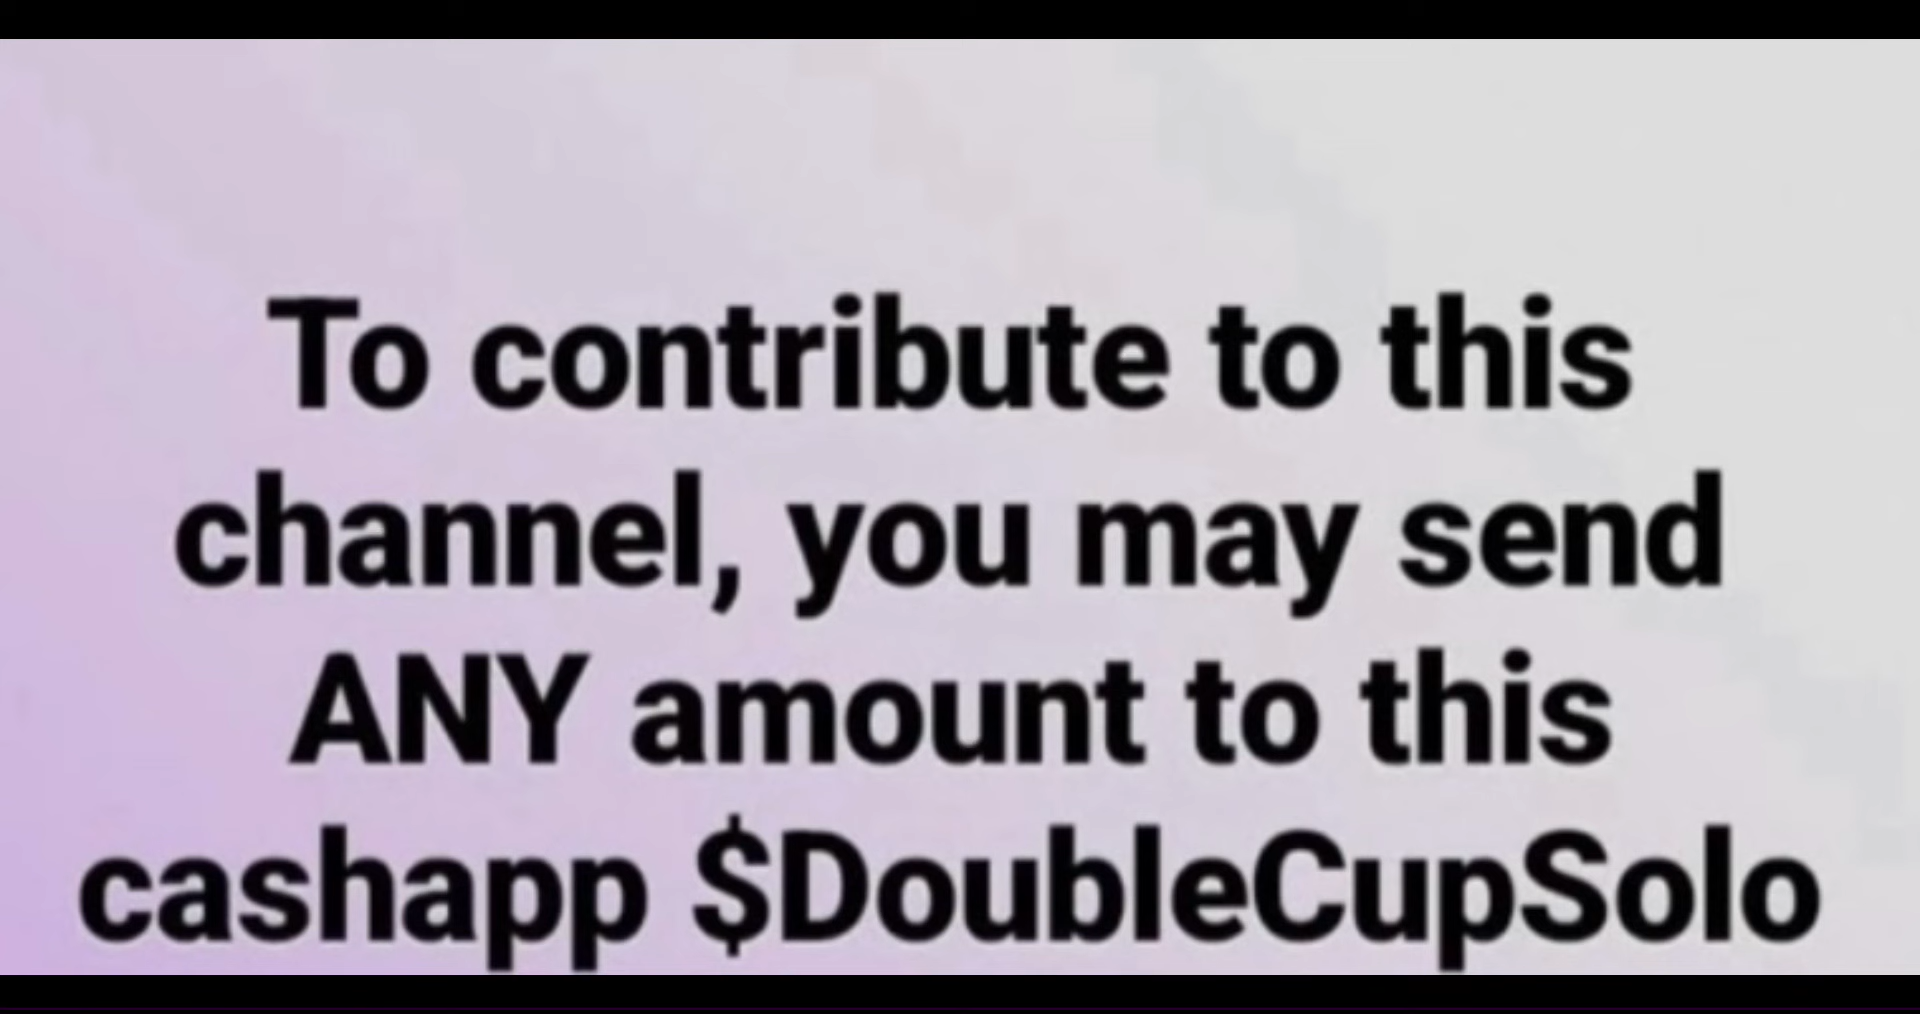 To contribute to this
channel, you may send
ANY amount to this
cashapp $DoubleCupSolo